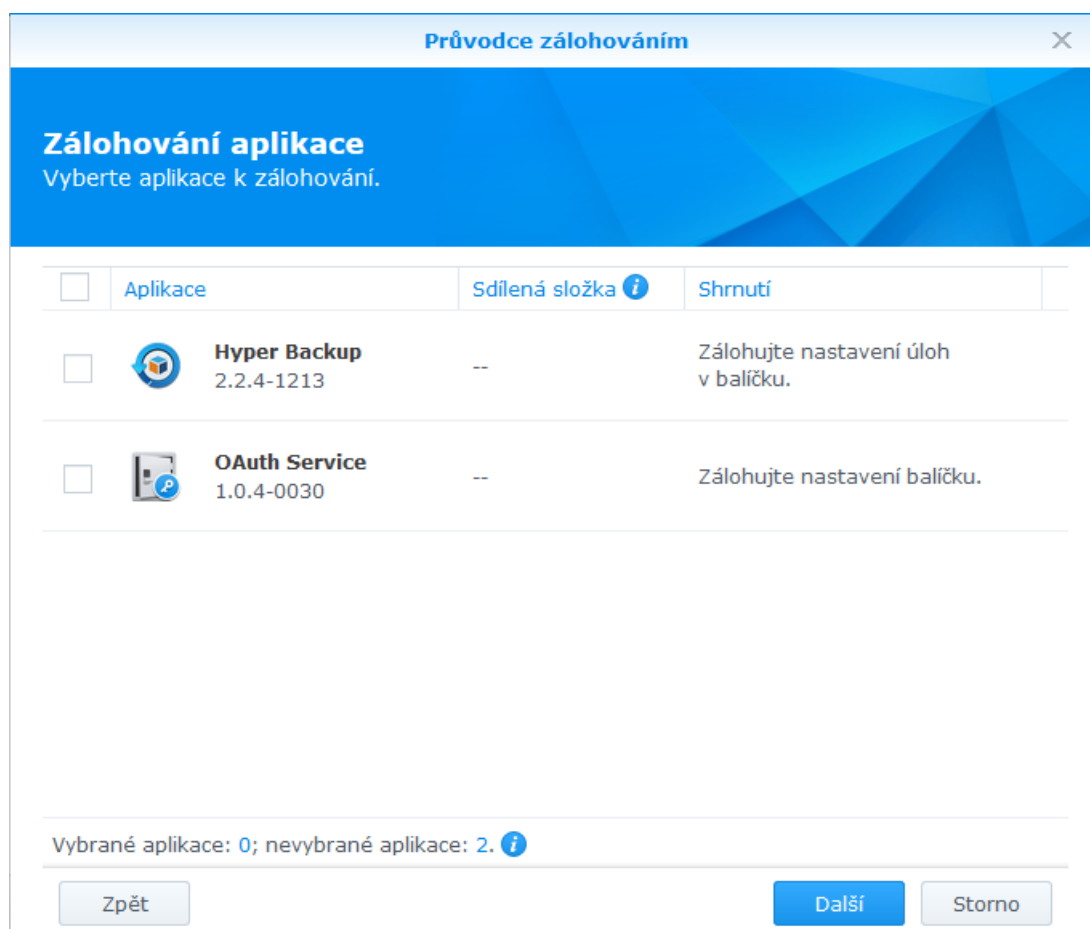 Průvodce zálohováním
Zálohování aplikace
Vyberte aplikace k zálohování.
Aplikace Sdílená složka Shrnutí
Hyper Backup
2.2.4-1213
--
Zálohujte nastavení úloh
v balíčku.
OAuth Service
1.0.4-0030
--
Zálohujte nastavení balíčku.
Vybrané aplikace: 0; nevybrané aplikace: 2.
Zpět Další Storno